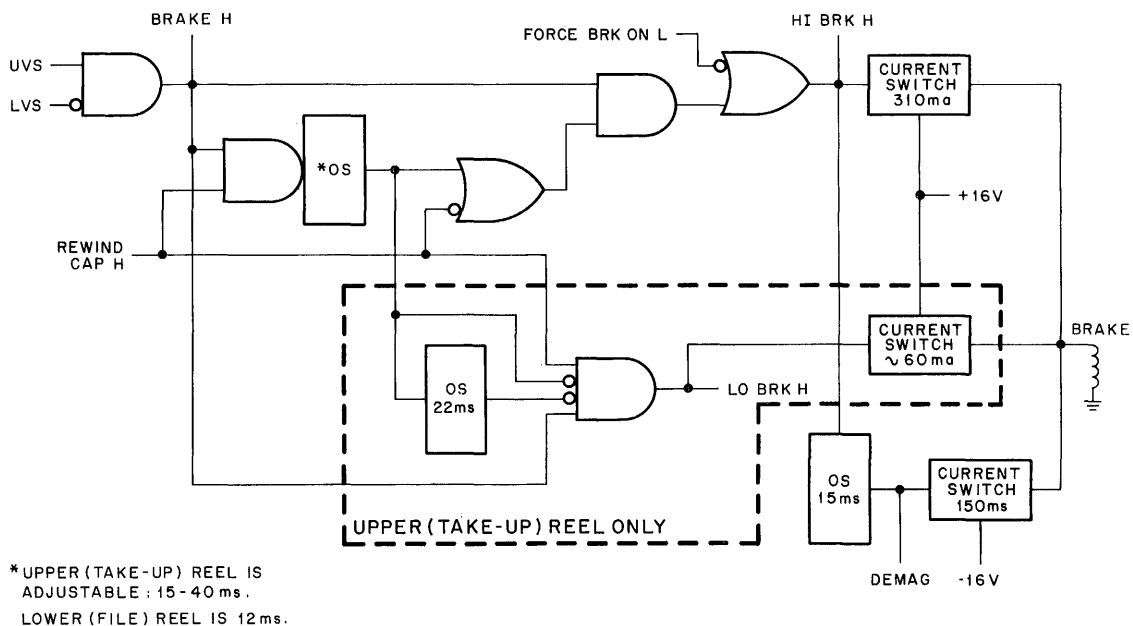 BRAKE H
HI BRK H
FORCE BRK ON L
UVS
LVS
CURRENT
SWITCH
310ma
*OS
+16V
REWIND
CAP H
CURRENT
SWITCH
~60ma
BRAKE
OS
22ms
LO BRK H
OS
15ms
CURRENT
SWITCH
150ms
UPPER (TAKE-UP) REEL ONLY
DEMAG
-16V
*UPPER (TAKE-UP) REEL IS
ADJUSTABLE : 15-40ms.
LOWER (FILE) REEL IS 12ms.